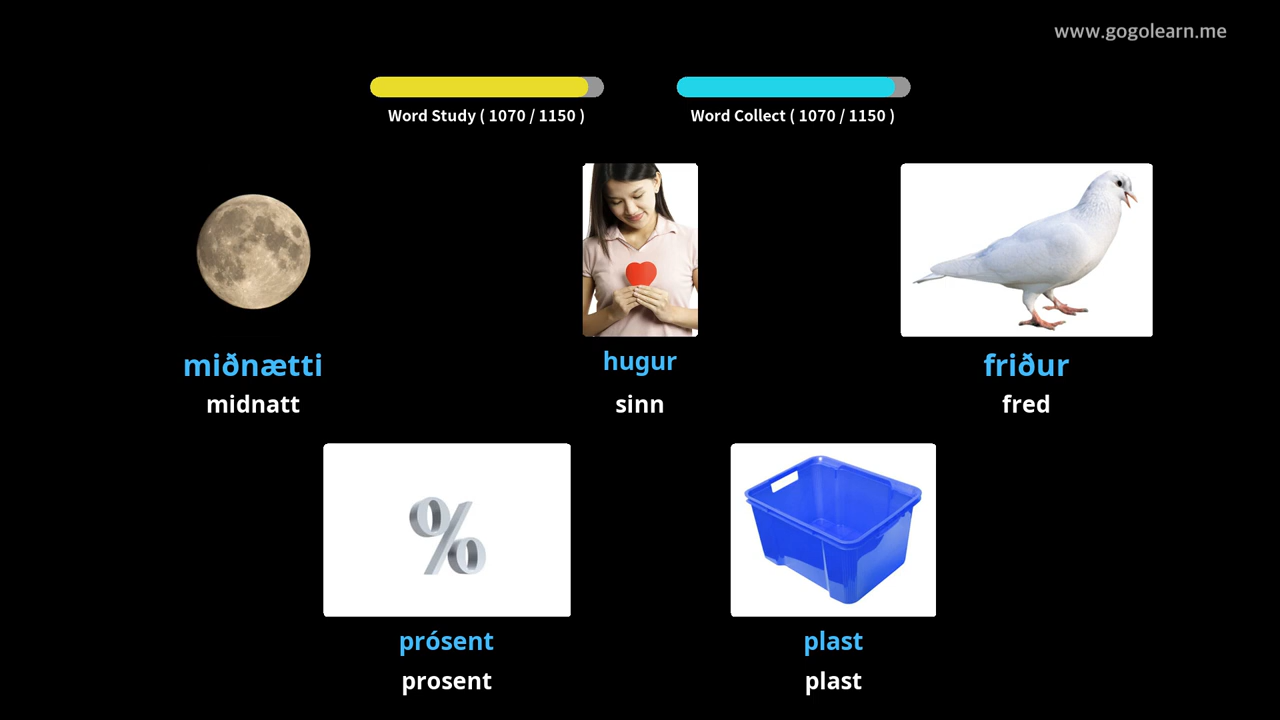 www.gogolearn.me
Word Study ( 1070 / 1150 )
Word Collect ( 1070 / 1150 )
miðnætti
midnatt
hugur
sinn
friður
fred
%
prósent
prosent
plast
plast